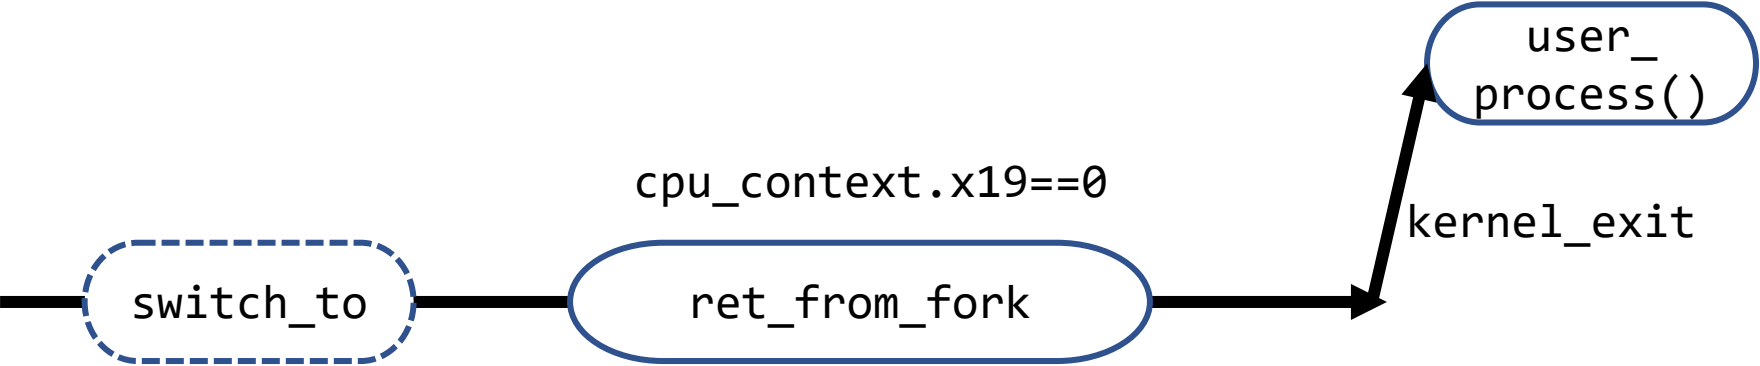 user_
process()
cpu_context.x19==0
kernel_exit
switch_to
ret_from_fork